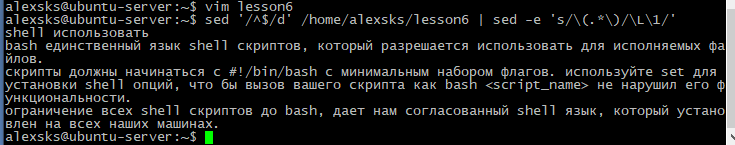 alexsks@ubuntu-server:~$ vim lesson6
alexsks@ubuntu-server:~$ sed '/^$/d' /home/alexsks/lesson6 | sed -e 's/\(.*\)/\L\1/'
shell использовать
bash единственный язык shell скриптов, который разрешается использовать для исполняемых фа
йлов.
скрипты должны начинаться с #!/bin/bash с минимальным набором флагов. используйте set для
установки shell опций, что бы вызов вашего скрипта как bash <script_name> не нарушил его ф
ункциональности.
ограничение всех shell скриптов до bash, дает нам согласованный shell язык, который устано
влен на всех наших машинах.
alexsks@ubuntu-server:~$